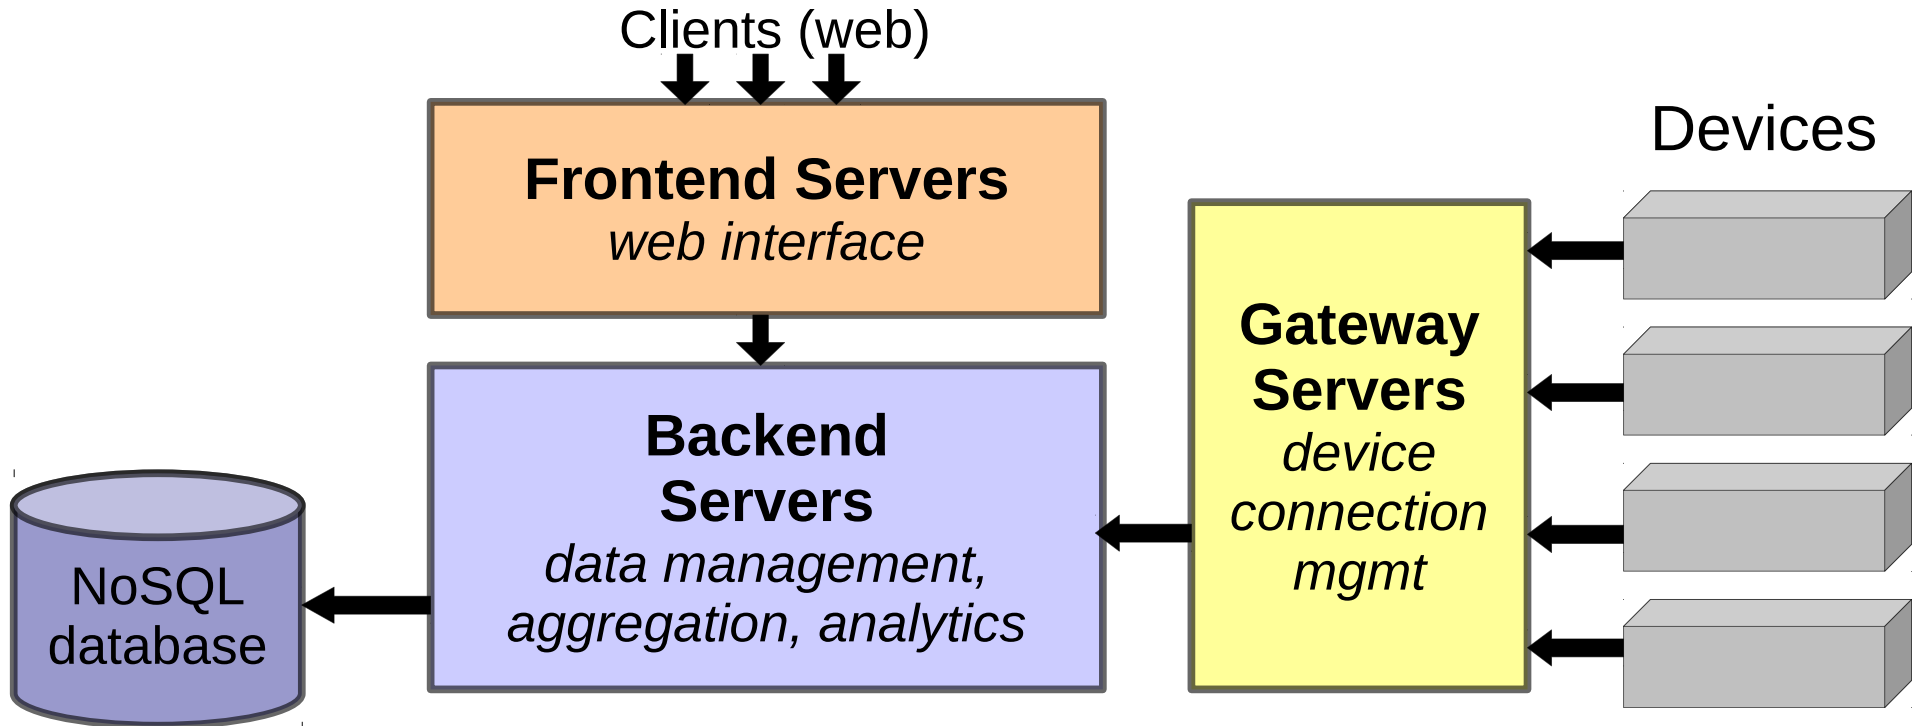 Clients (web)
Frontend Servers
web interface
Backend
Servers
data management,
aggregation, analytics
NoSQL
database
Gateway
Servers
device
connection
mgmt
Devices